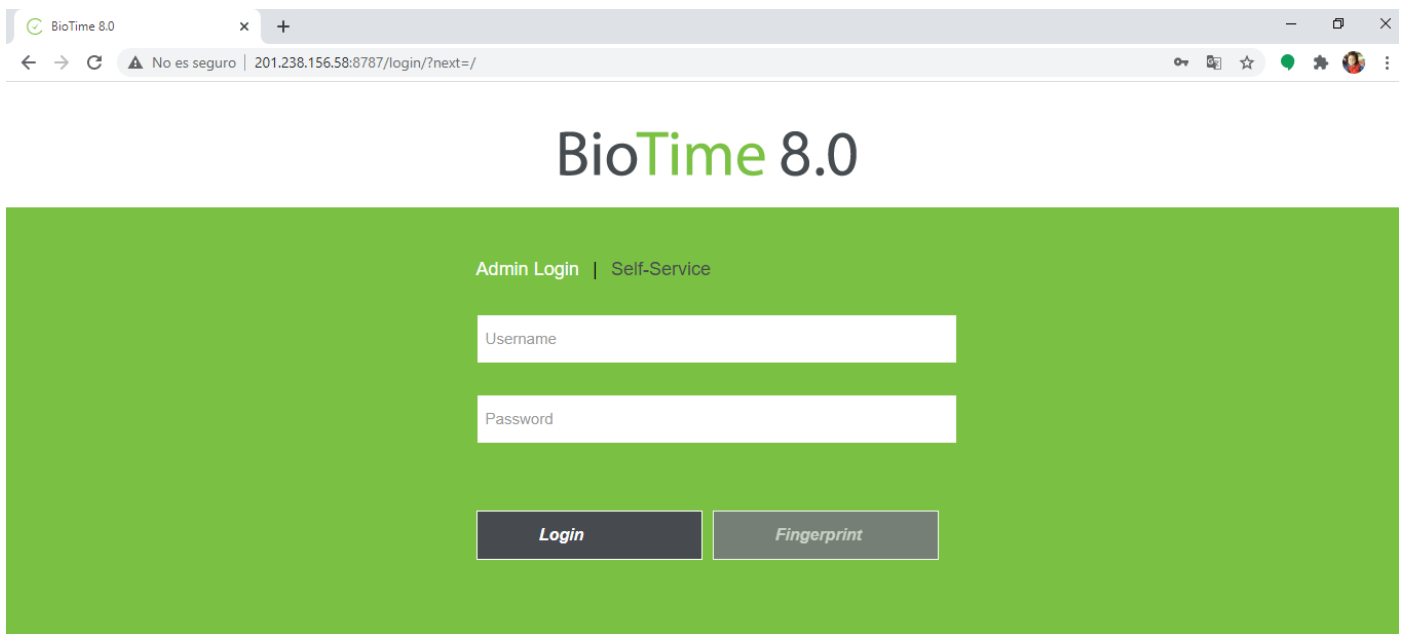 BioTime 8.0
No es seguro | 201.238.156.58:8787/login/?next=/
BioTime 8.0
Admin Login | Self-Service
Username
Password
Login Fingerprint